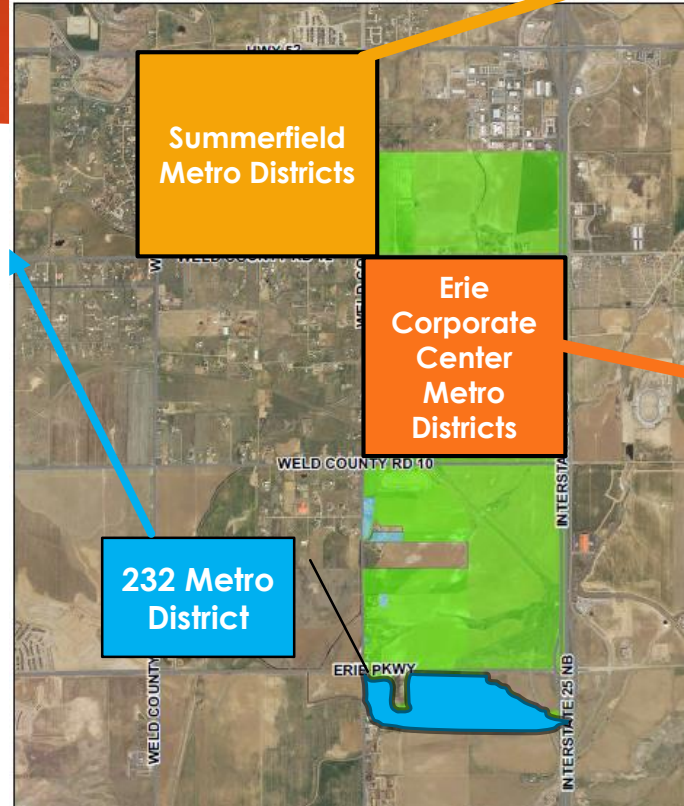 HWY 52
Summerfield
Metro Districts
Erie
Corporate
Center
Metro
Districts
WELD COUNTY RD 10
INTERSTA
232 Metro
District
ERIE PKWY
WELD COUNTY
INTERSTATE 25 NB